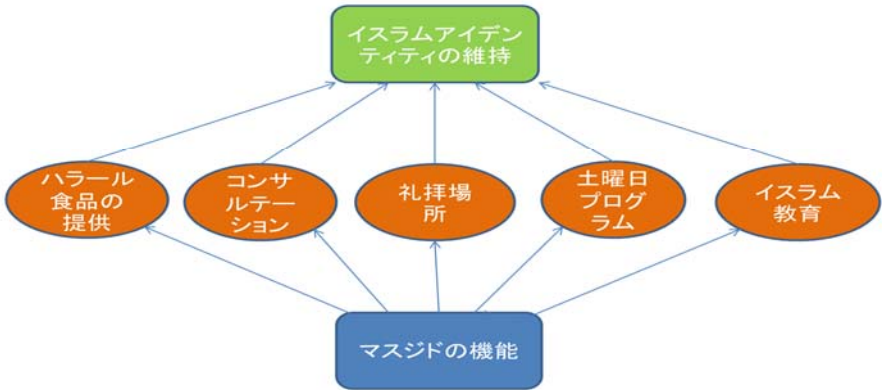 イスラムアイデン
ティティの維持
ハラール
食品の
提供
コンサ
ルテー
ション
礼拝場
所
土曜日
プログ
ラム
イスラム
教育
マスジドの機能